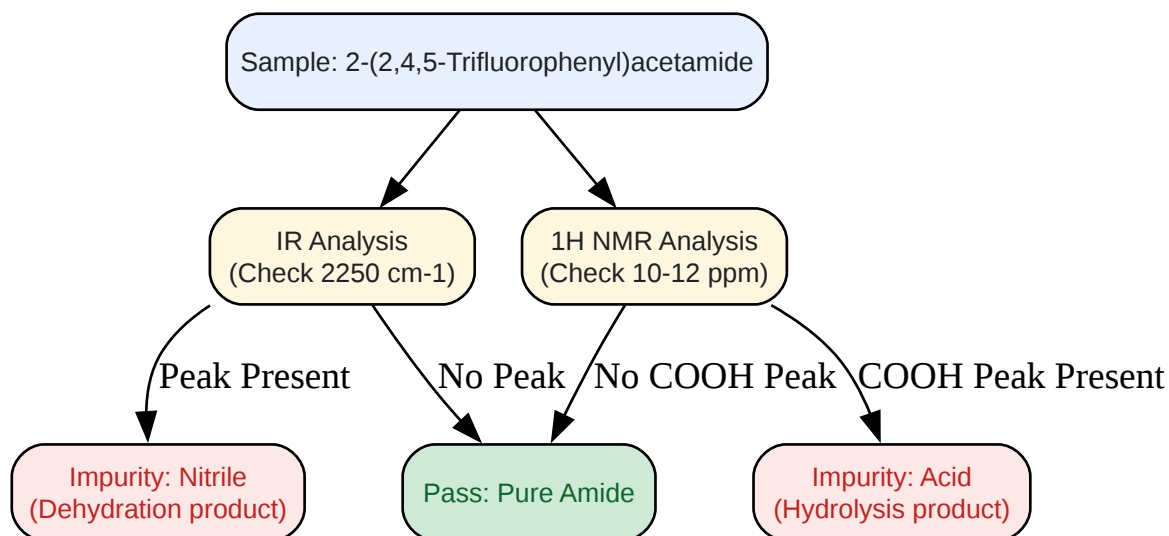 Sample: 2-(2,4,5-Trifluorophenyl)acetamide
IR Analysis
(Check 2250 cm-1)
1H NMR Analysis
(Check 10-12 ppm)
Peak Present
No Peak
No COOH Peak
COOH Peak Present
Impurity: Nitrile
(Dehydration product)
Pass: Pure Amide
Impurity: Acid
(Hydrolysis product)